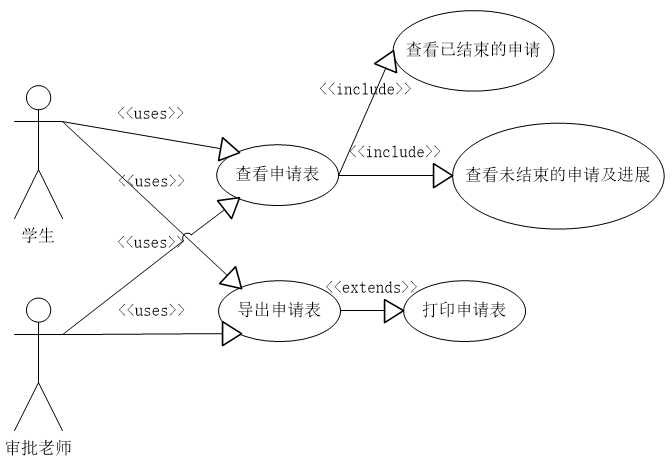 查看已结束的申请
<<include>>
<<uses>>
<<include>>
查看申请表
查看未结束的申请及进展
<<uses>>
学生
<<uses>>
<<extends>>
<<uses>>
导出申请表
打印申请表
审批老师